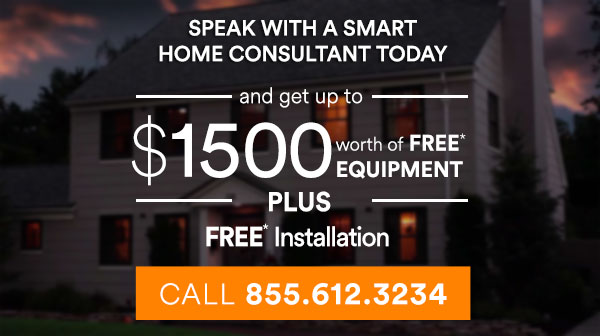 SPEAK WITH A SMART
HOME CONSULTANT TODAY
and get up to
$1500 worth of FREE*
EQUIPMENT
PLUS
FREE* Installation
CALL 855.612.3234